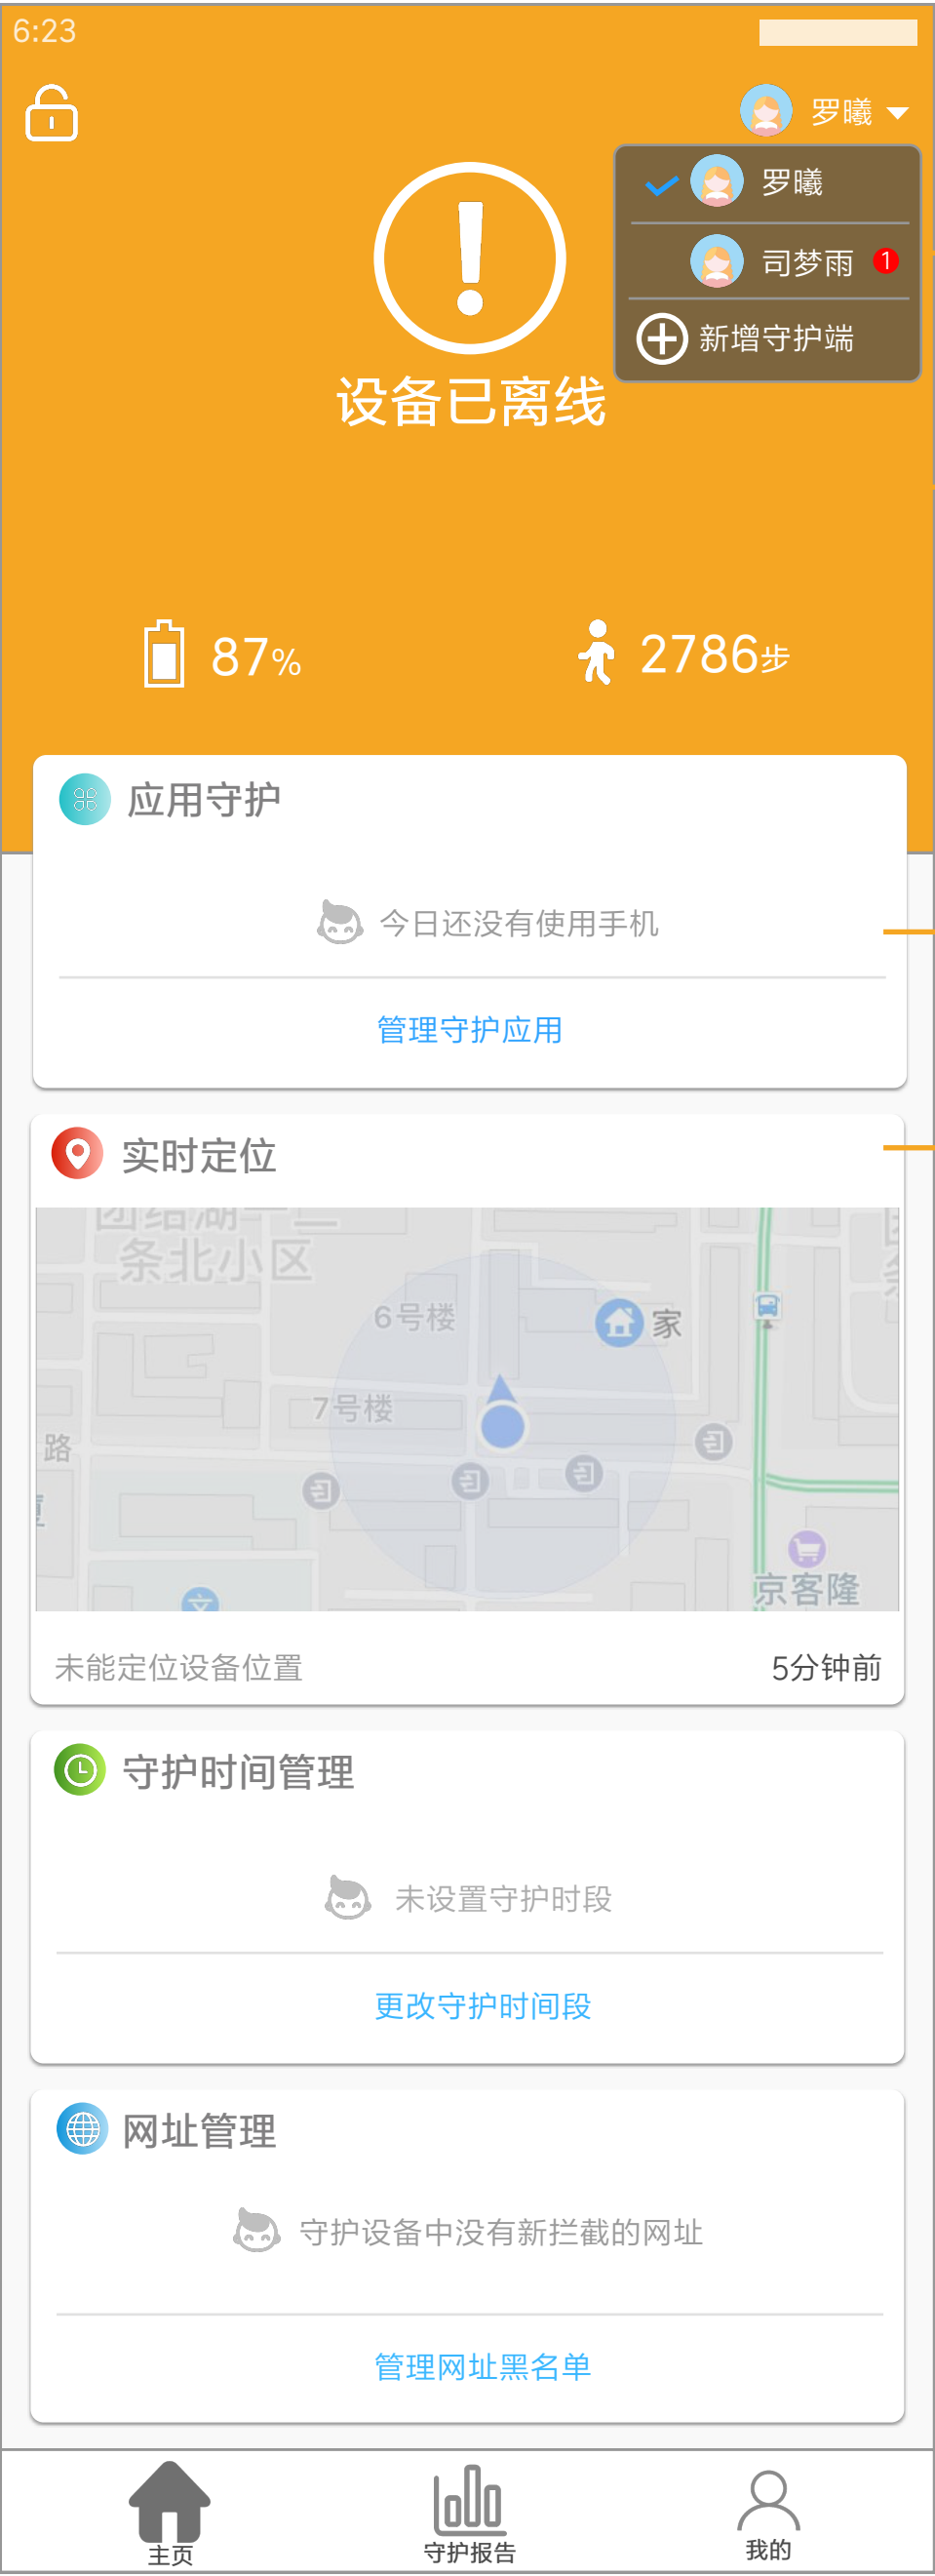 6:23
罗曦
罗曦
司梦雨 1
新增守护端
设备已离线
87%
2786步
应用守护
今日还没有使用手机
管理守护应用
实时定位
条北小区
6号楼
家
7号楼
路
文
京客隆
未能定位设备位置
5分钟前
守护时间管理
未设置守护时段
更改守护时间段
网址管理
守护设备中没有新拦截的网址
管理网址黑名单
主页
守护报告
我的